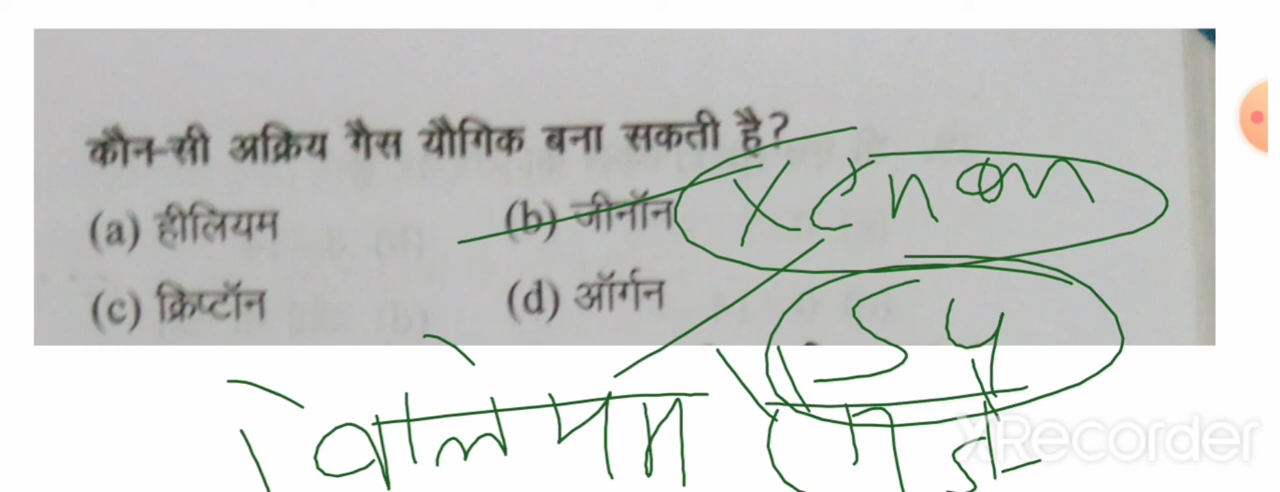 कौन-सी अक्रिय गैस यौगिक बना सकती है?
(a) हीलियम (b) जीनॉन Xenon
(c) क्रिप्टॉन (d) ऑर्गन
54
XRecorder